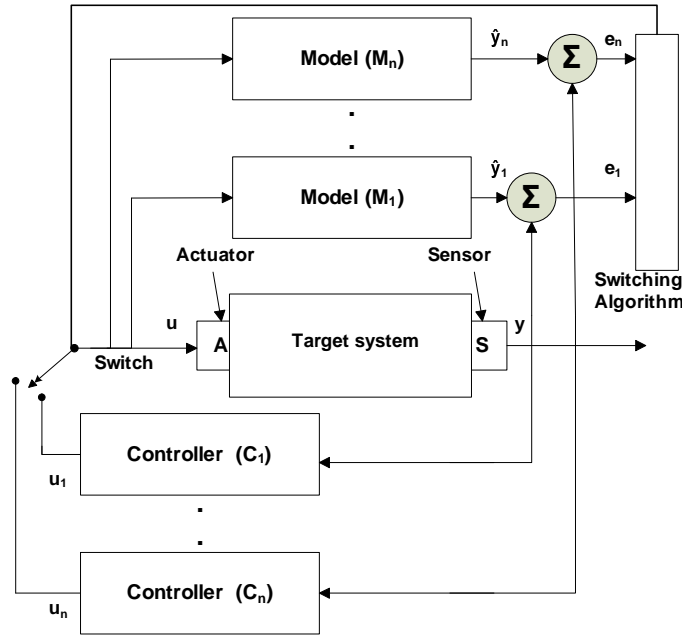 Model (Mn)
ŷn
Σ
en
.
.
Model (M1)
ŷ1
Σ
e1
Actuator
Sensor
Switching
Algorithm
u
A
Target system
S
y
Switch
Controller (C1)
u1
.
.
Controller (Cn)
un